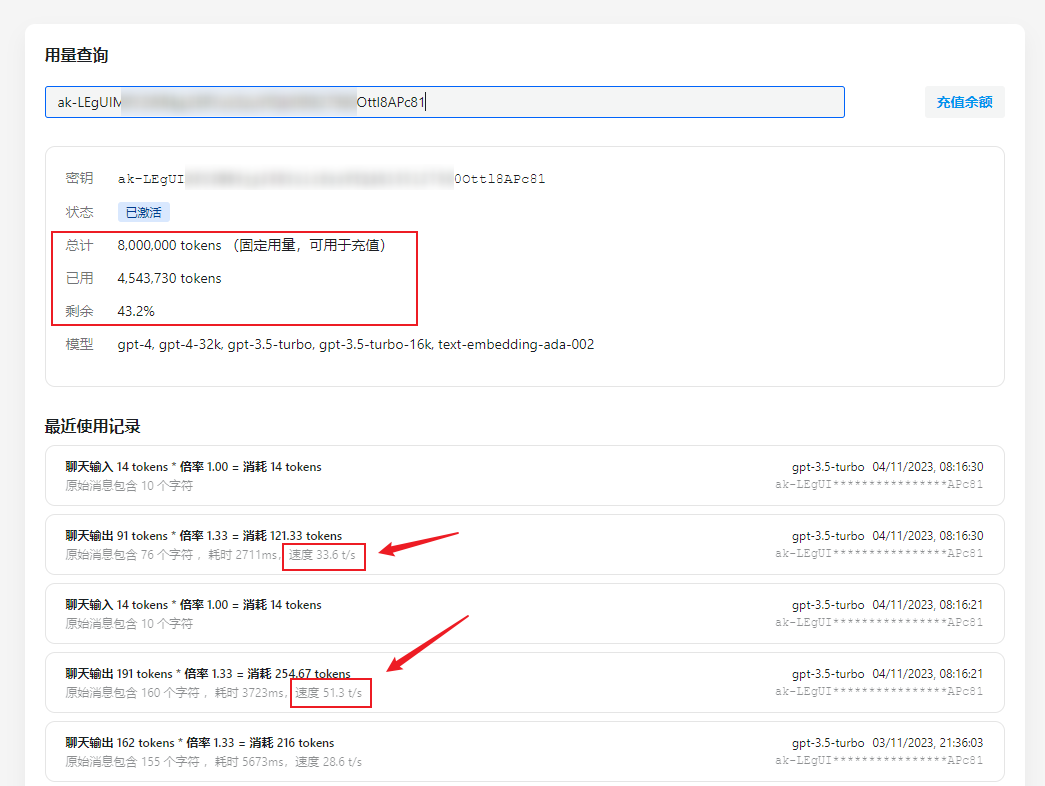 用量查询
ak-LEgUIM Ottl8APc81
充值余额
密钥 ak-LEgUI 0Ottl8APc81
状态 已激活
总计 8,000,000 tokens （固定用量，可用于充值）
已用 4,543,730 tokens
剩余 43.2%
模型 gpt-4, gpt-4-32k, gpt-3.5-turbo, gpt-3.5-turbo-16k, text-embedding-ada-002
最近使用记录
聊天输入 14 tokens * 倍率 1.00 = 消耗 14 tokens gpt-3.5-turbo 04/11/2023, 08:16:30
原始消息包含 10 个字符 ak-LEgUI****************APc81
聊天输出 91 tokens * 倍率 1.33 = 消耗 121.33 tokens gpt-3.5-turbo 04/11/2023, 08:16:30
原始消息包含 76 个字符 ，耗时 2711ms，速度 33.6 t/s ak-LEgUI****************APc81
聊天输入 14 tokens * 倍率 1.00 = 消耗 14 tokens gpt-3.5-turbo 04/11/2023, 08:16:21
原始消息包含 10 个字符 ak-LEgUI****************APc81
聊天输出 191 tokens * 倍率 1.33 = 消耗 254.67 tokens gpt-3.5-turbo 04/11/2023, 08:16:21
原始消息包含 160 个字符 ，耗时 3723ms，速度 51.3 t/s ak-LEgUI****************APc81
聊天输出 162 tokens * 倍率 1.33 = 消耗 216 tokens gpt-3.5-turbo 03/11/2023, 21:36:03
原始消息包含 155 个字符 ，耗时 5673ms，速度 28.6 t/s ak-LEgUI****************APc81